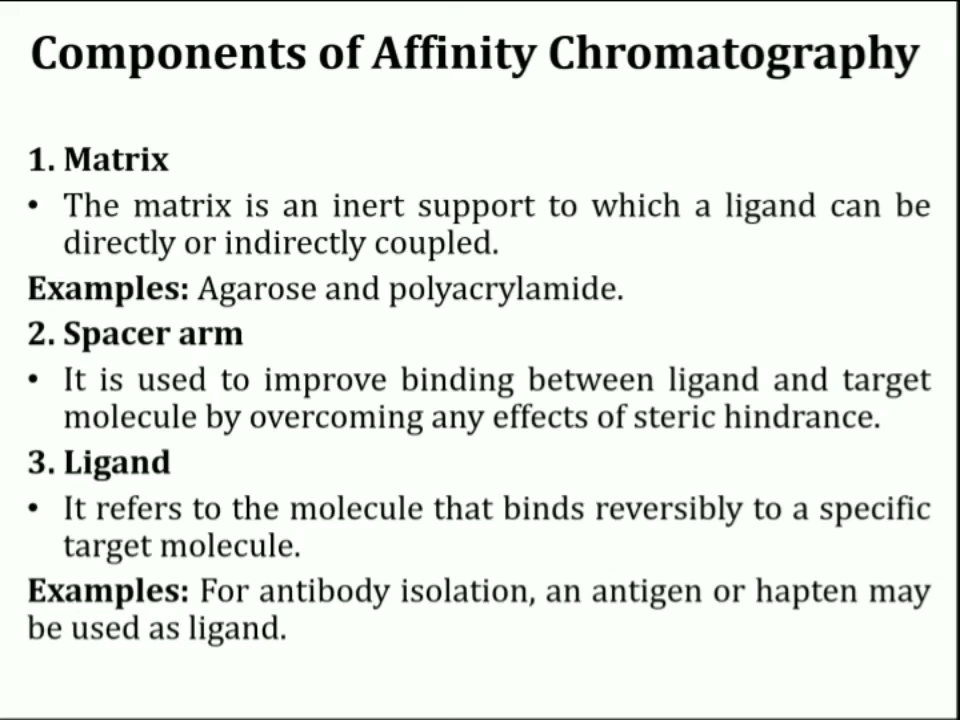 Components of Affinity Chromatography
1. Matrix
• The matrix is an inert support to which a ligand can be
directly or indirectly coupled.
Examples: Agarose and polyacrylamide.
2. Spacer arm
• It is used to improve binding between ligand and target
molecule by overcoming any effects of steric hindrance.
3. Ligand
• It refers to the molecule that binds reversibly to a specific
target molecule.
Examples: For antibody isolation, an antigen or hapten may
be used as ligand.